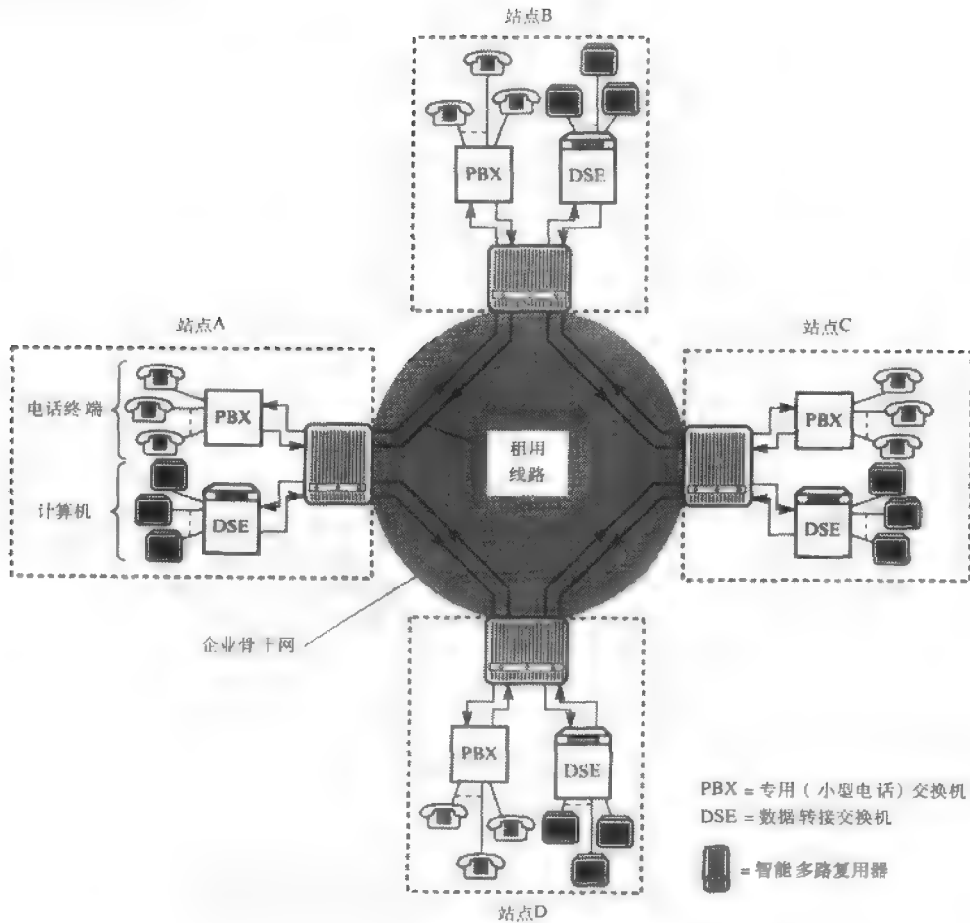 站点B
PBX
DSE
站点A
站点C
电话终端
PBX
租用
线路
PBX
计算机
DSE
DSE
企业骨干网
PBX
DSE
PBX = 专用（小型电话）交换机
DSE = 数据转接交换机
= 智能多路复用器
站点D